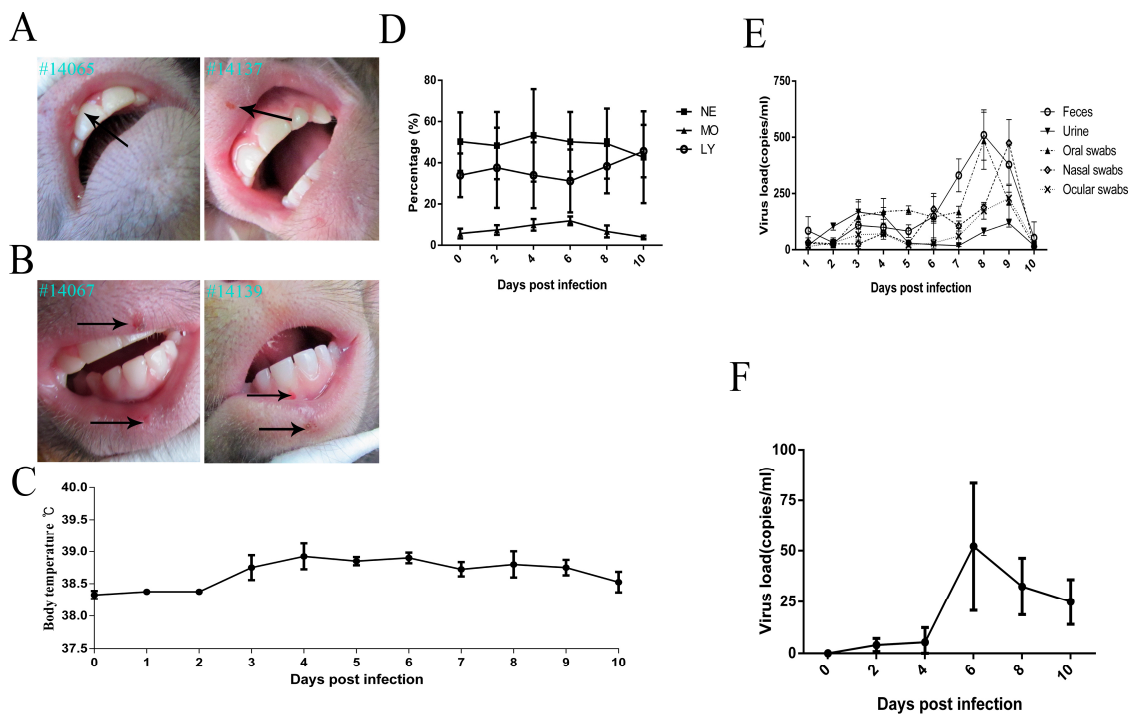 A
#14065
#14137
B
#14067
#14139
C
40.0
39.5
39.0
38.5
38.0
37.5
Body temperature ℃
0 1 2 3 4 5 6 7 8 9 10
Days post infection
D
80
60
40
20
0
Percentage (%)
0 2 4 6 8 10
Days post infection
NE
MO
LY
E
750
500
250
0
Virus load(copies/ml)
1 2 3 4 5 6 7 8 9 10
Days post infection
Feces
Urine
Oral swabs
Nasal swabs
Ocular swabs
F
100
75
50
25
0
Virus load(copies/ml)
0 2 4 6 8 10
Days post infection